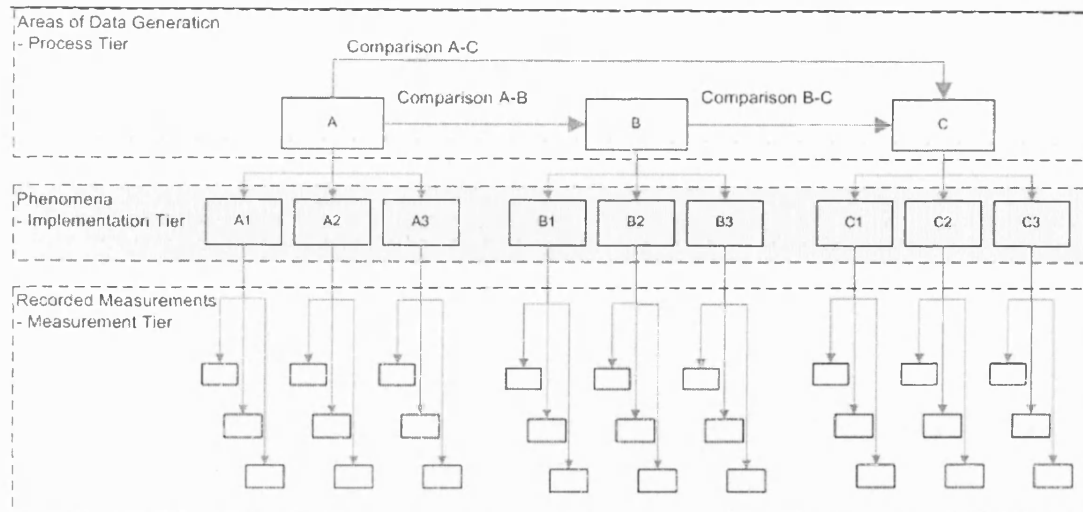 Areas of Data Generation
- Process Tier
Comparison A-C
Comparison A-B
Comparison B-C
A
B
C
Phenomena
- Implementation Tier
A1
A2
A3
B1
B2
B3
C1
C2
C3
Recorded Measurements
- Measurement Tier